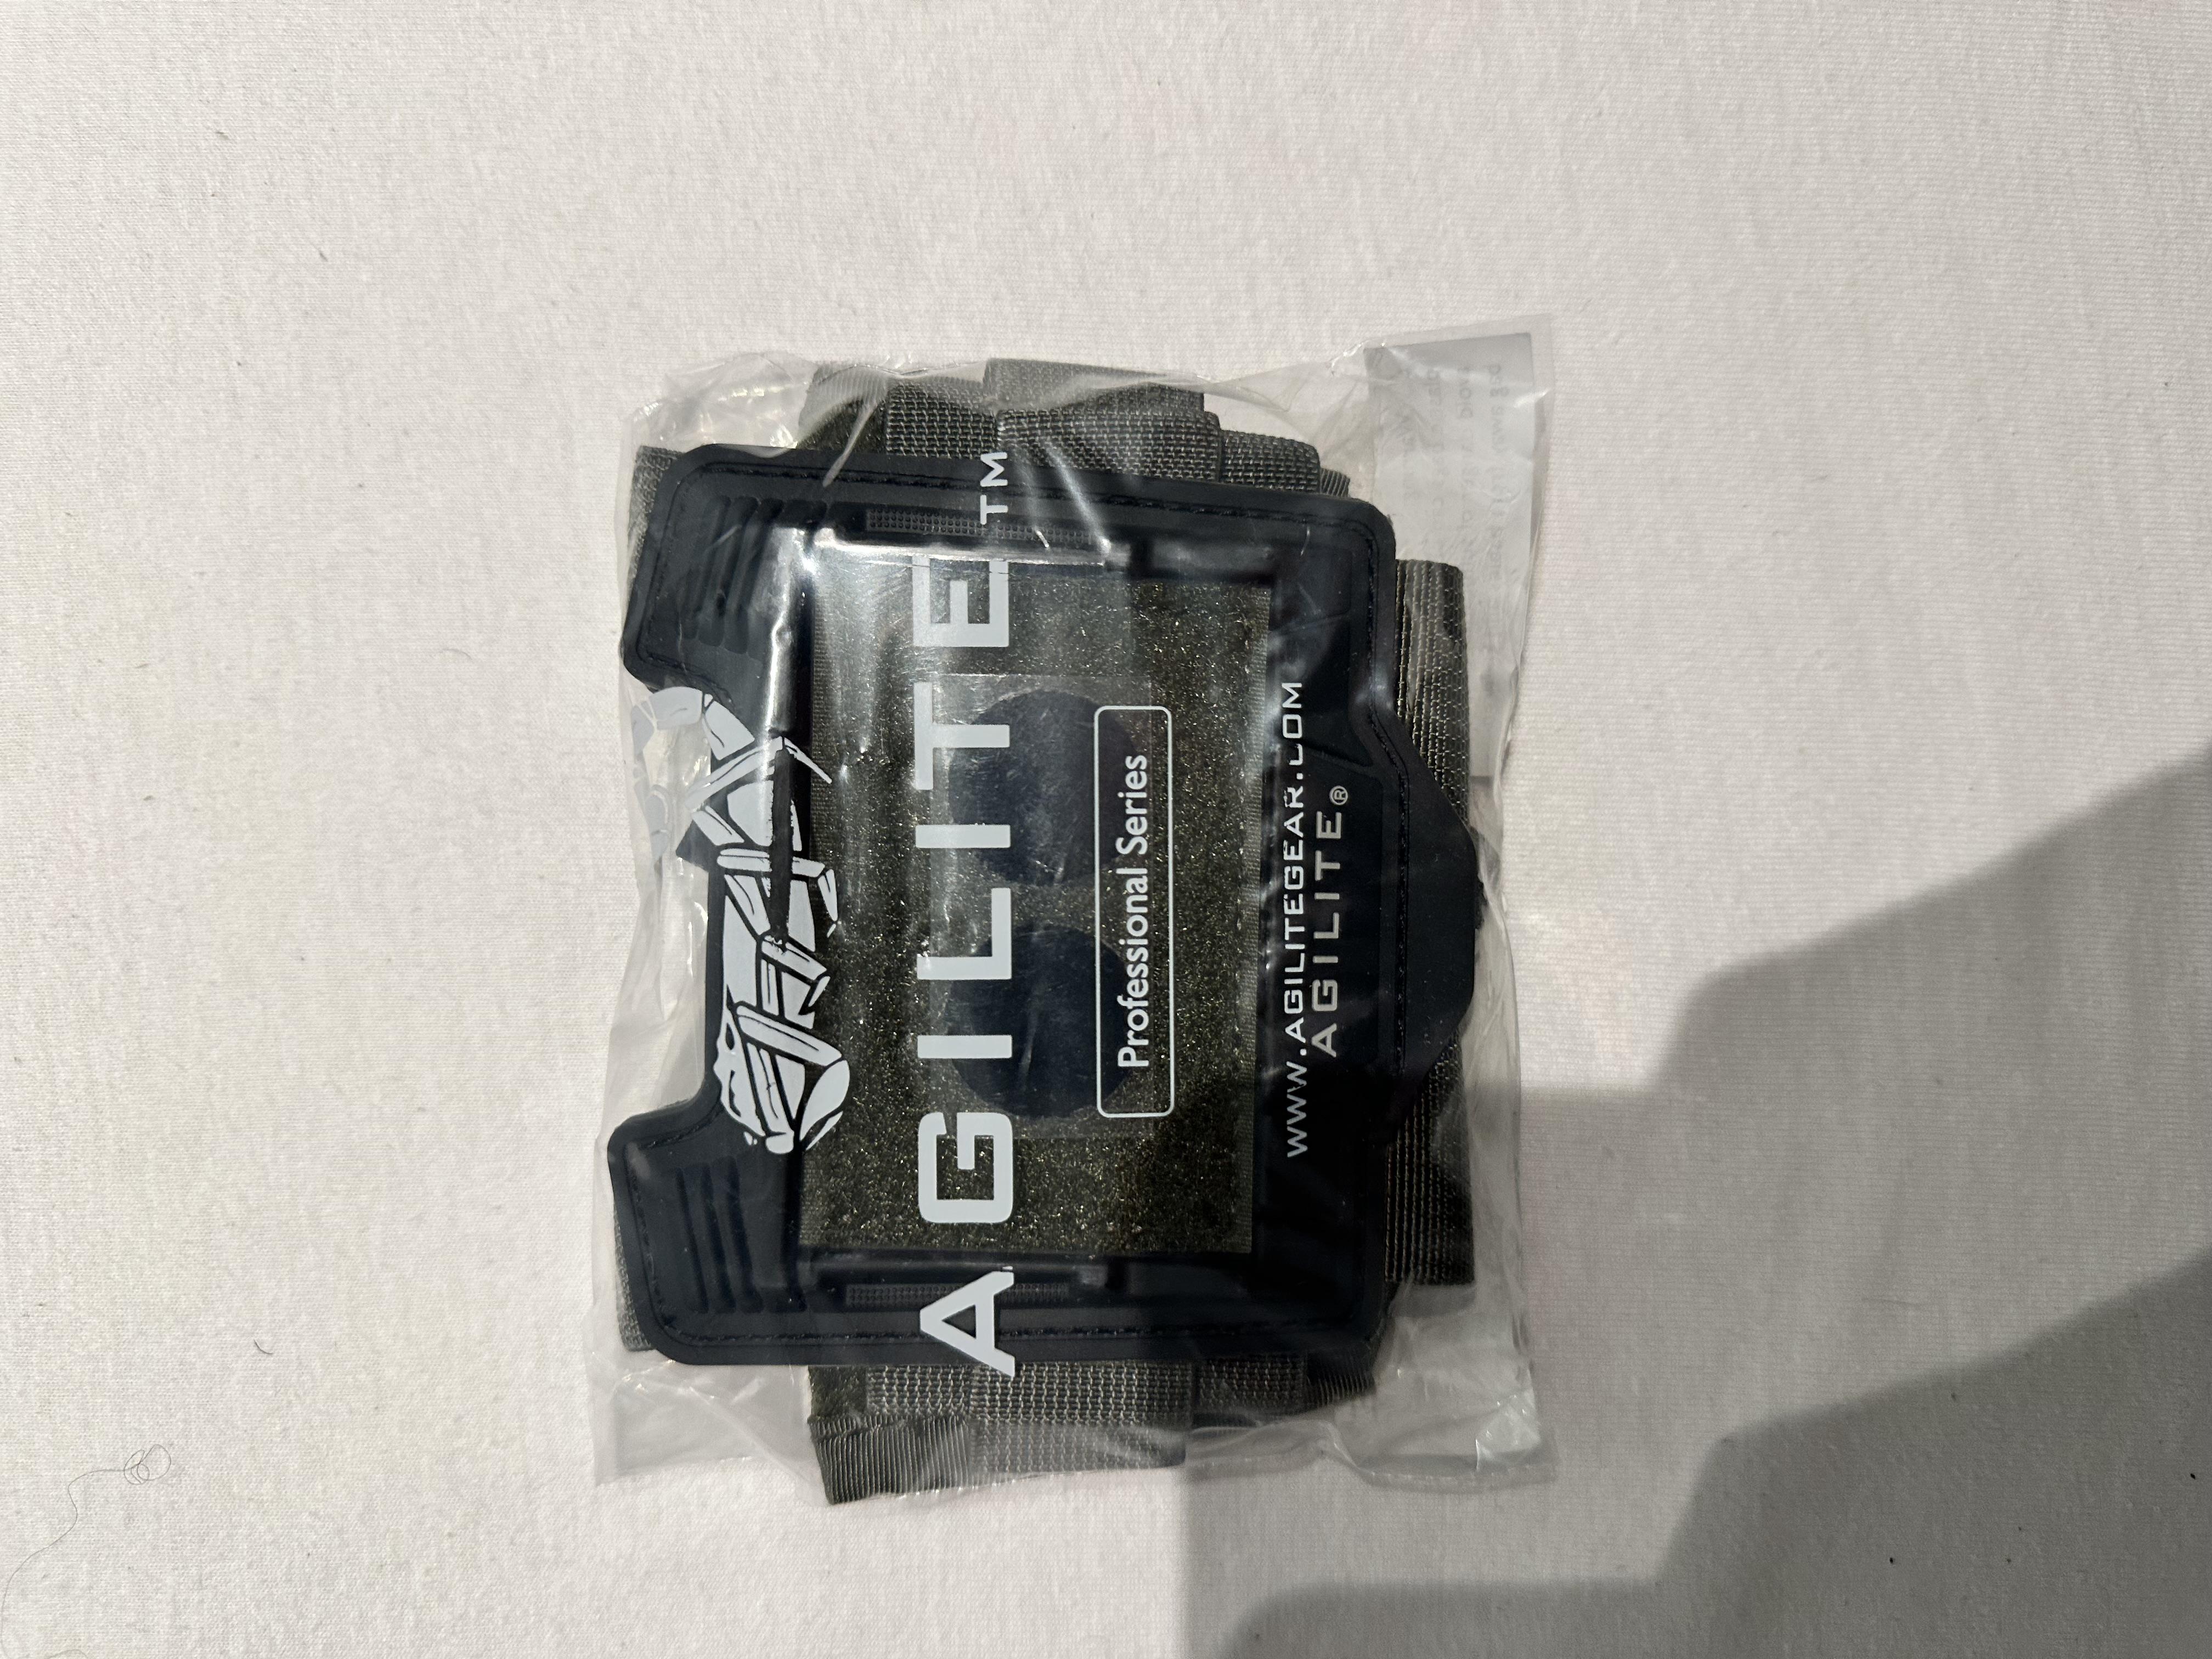 AGILITE™
Professional Series
WWW.AGILITEGEAR.COM
AGILITE®